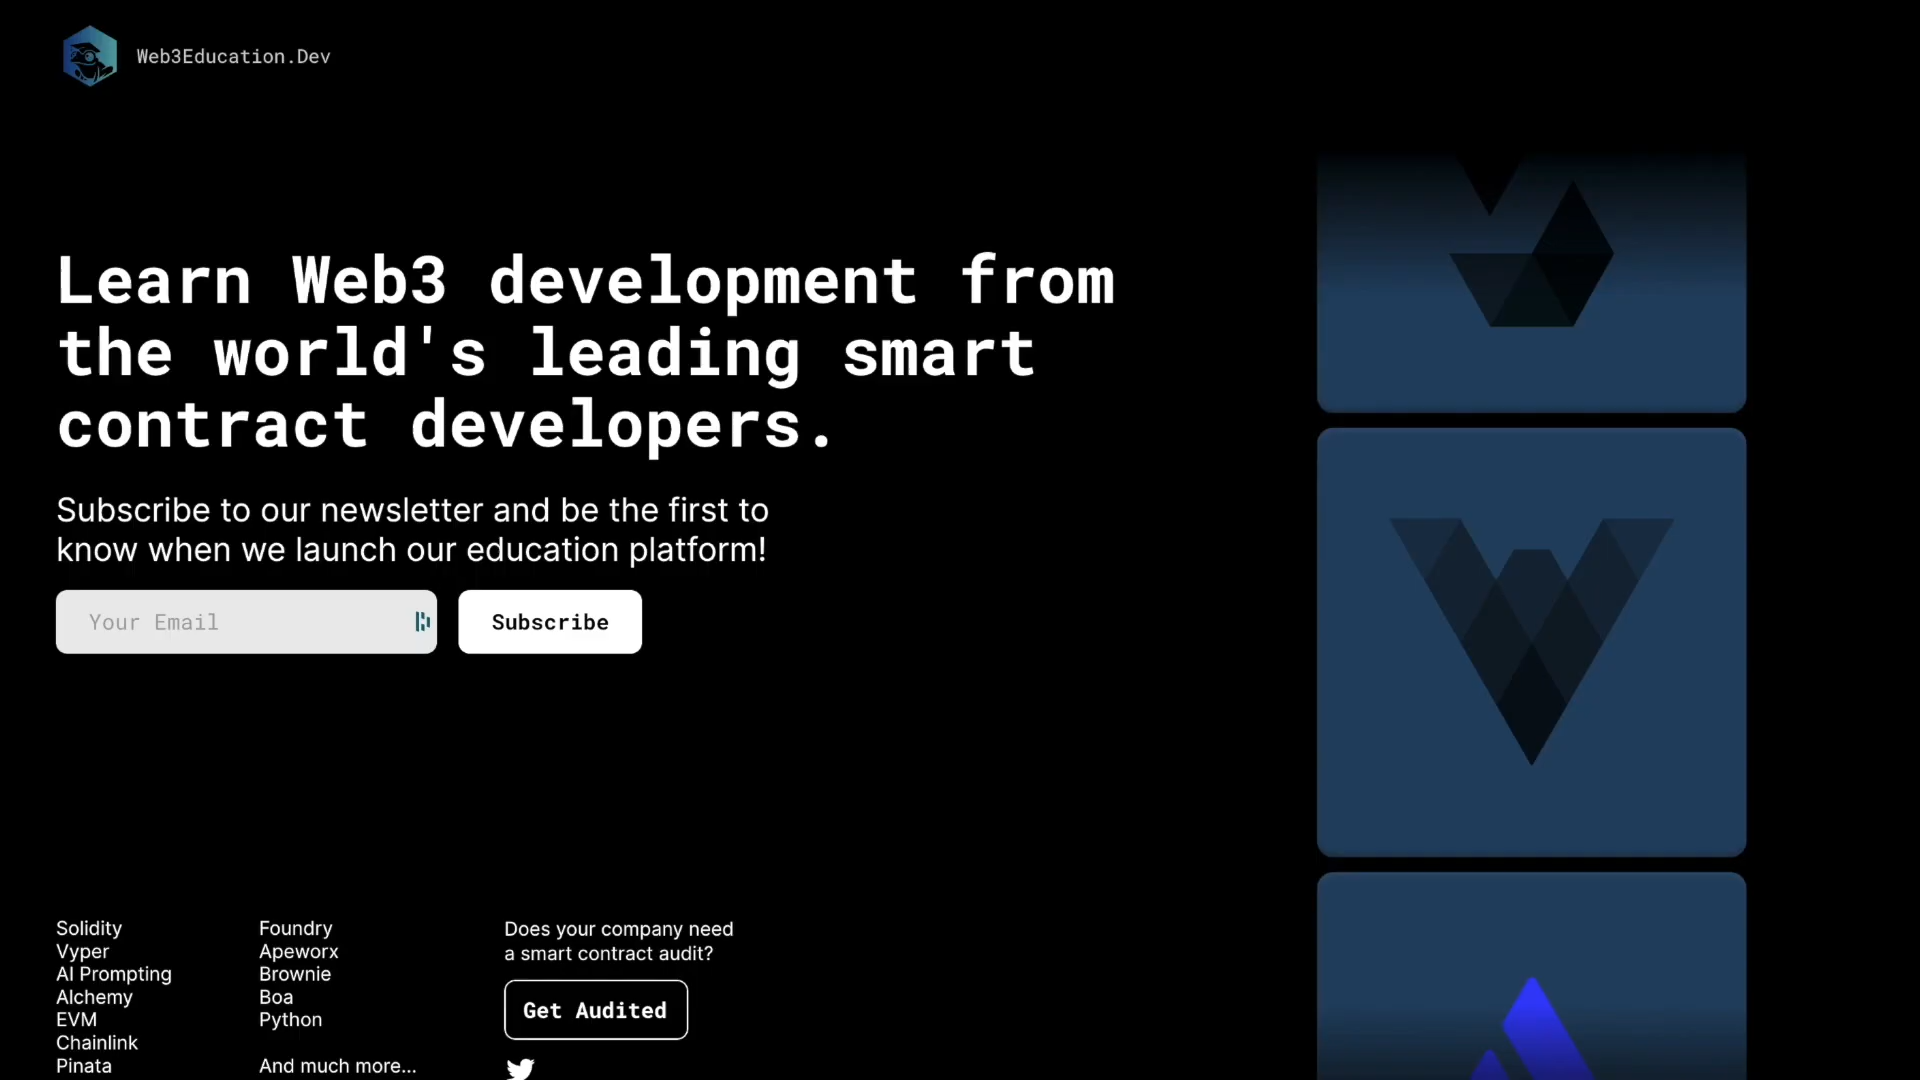 Web3Education.Dev
Learn Web3 development from
the world's leading smart
contract developers.
Subscribe to our newsletter and be the first to
know when we launch our education platform!
Your Email
Subscribe
Solidity
Vyper
AI Prompting
Alchemy
EVM
Chainlink
Pinata
Foundry
Apeworx
Brownie
Boa
Python
And much more...
Does your company need
a smart contract audit?
Get Audited